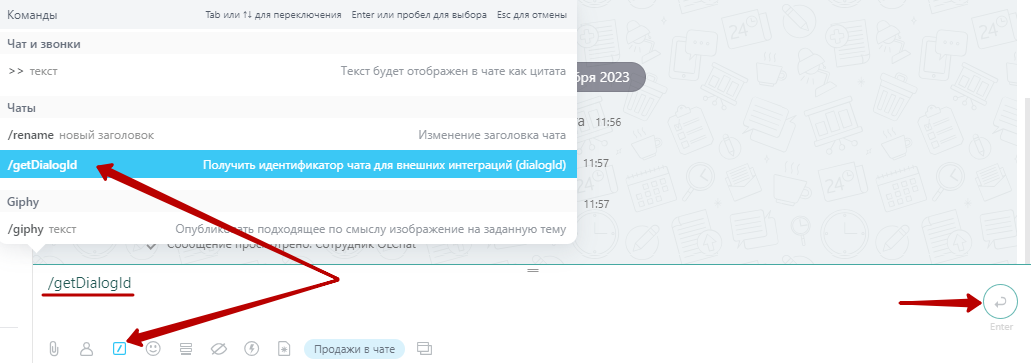 Команды Tab или ↑↓ для переключения Enter или пробел для выбора Esc для отмены
Чат и звонки
>> текст Текст будет отображен в чате как цитата
бря 2023
Чаты
11:56
/rename новый заголовок Изменение заголовка чата
/getDialogId Получить идентификатор чата для внешних интеграций (dialogId)
11:57
Giphy
11:57
/giphy текст Опубликовать подходящее по смыслу изображение на заданную тему
Сообщение просмотрено: Сотрудник OLChat
/getDialogId
Enter
Продажи в чате